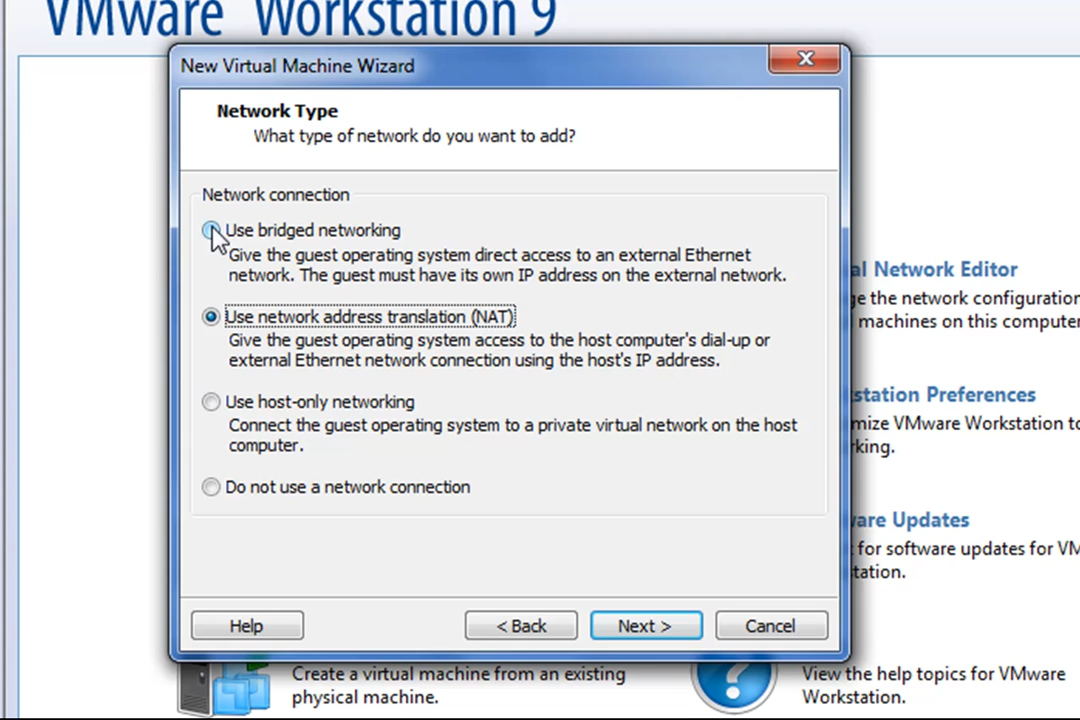 VMware Workstation 9
New Virtual Machine Wizard
Network Type
What type of network do you want to add?
Network connection
Use bridged networking
Give the guest operating system direct access to an external Ethernet
network. The guest must have its own IP address on the external network.
Use network address translation (NAT)
Give the guest operating system access to the host computer's dial-up or
external Ethernet network connection using the host's IP address.
Use host-only networking
Connect the guest operating system to a private virtual network on the host
computer.
Do not use a network connection
Help
< Back
Next >
Cancel
al Network Editor
ge the network configuration
machines on this computer
station Preferences
mize VMware Workstation to
rking.
are Updates
for software updates for VM
station.
Create a virtual machine from an existing
physical machine.
?
View the help topics for VMware
Workstation.